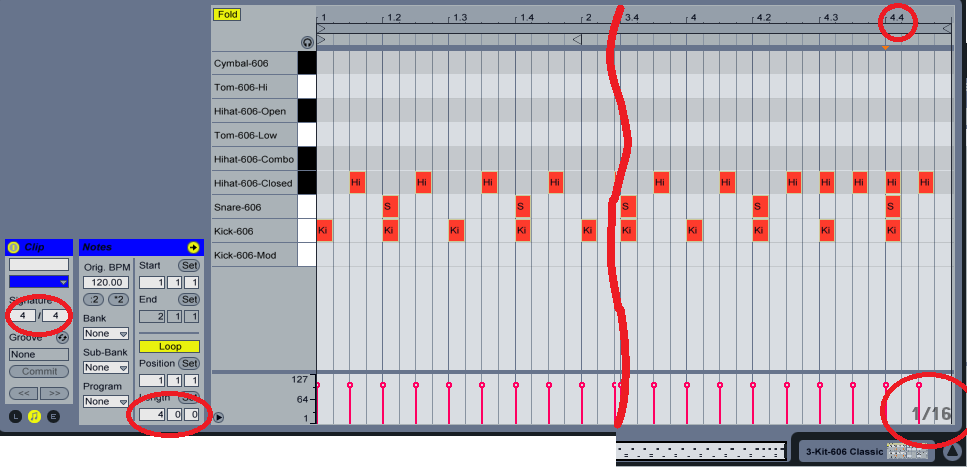 Fold
1 1.2 1.3 1.4 2 3.4 4 4.2 4.3 4.4
Cymbal-606
Tom-606-Hi
Hihat-606-Open
Tom-606-Low
Hihat-606-Combo
Hihat-606-Closed Hi Hi Hi Hi Hi Hi Hi Hi Hi Hi Hi
Snare-606 S S S S S
Kick-606 Ki Ki Ki Ki Ki Ki Ki Ki Ki
Kick-606-Mod
Clip
Signature
4 / 4
Groove
None
Commit
<< >>
L E
Notes
Orig. BPM
120.00
:2 *2
Bank
None
Sub-Bank
None
Program
None
Start Set
1 1 1
End Set
2 1 1
Loop
Position Set
1 1 1
Length Set
4 0 0
127
64
1
1/16
3-Kit-606 Classic